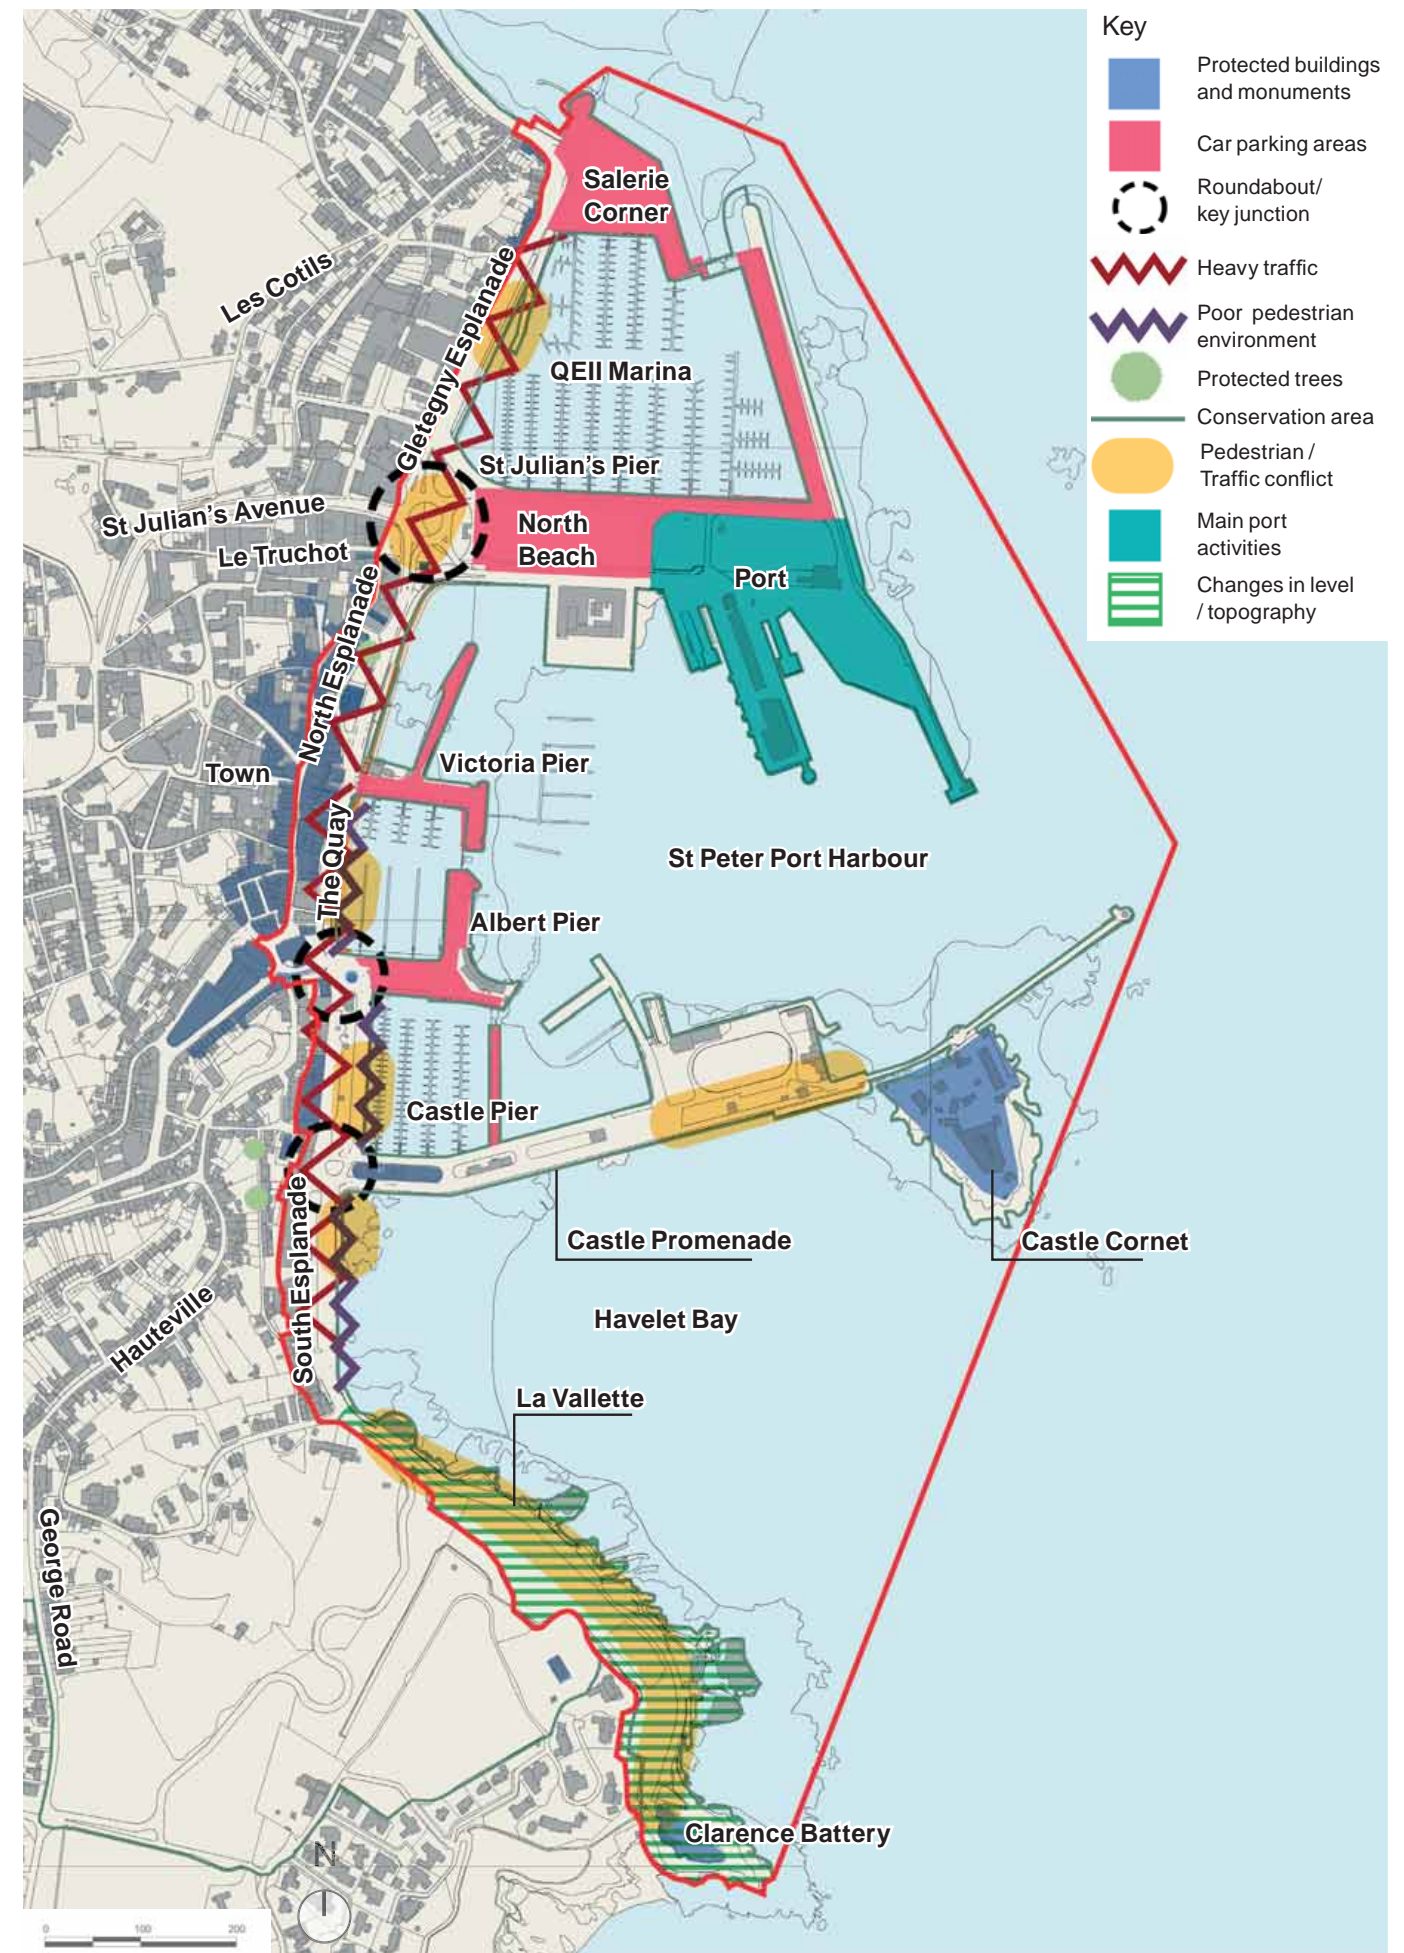 Key
Protected buildings
and monuments
Car parking areas
Roundabout/
key junction
Heavy traffic
Poor pedestrian
environment
Protected trees
Conservation area
Pedestrian /
Traffic conflict
Main port
activities
Changes in level
/ topography
Salerie
Corner
Les Cotils
Gletegny Esplanade
QEII Marina
St Julian's Pier
St Julian's Avenue
North
Beach
Le Truchot
Port
North Esplanade
Victoria Pier
Town
The Quay
St Peter Port Harbour
Albert Pier
Castle Pier
Castle Promenade
Castle Cornet
South Esplanade
Hauteville
Havelet Bay
La Vallette
George Road
Clarence Battery
N
0 100 200